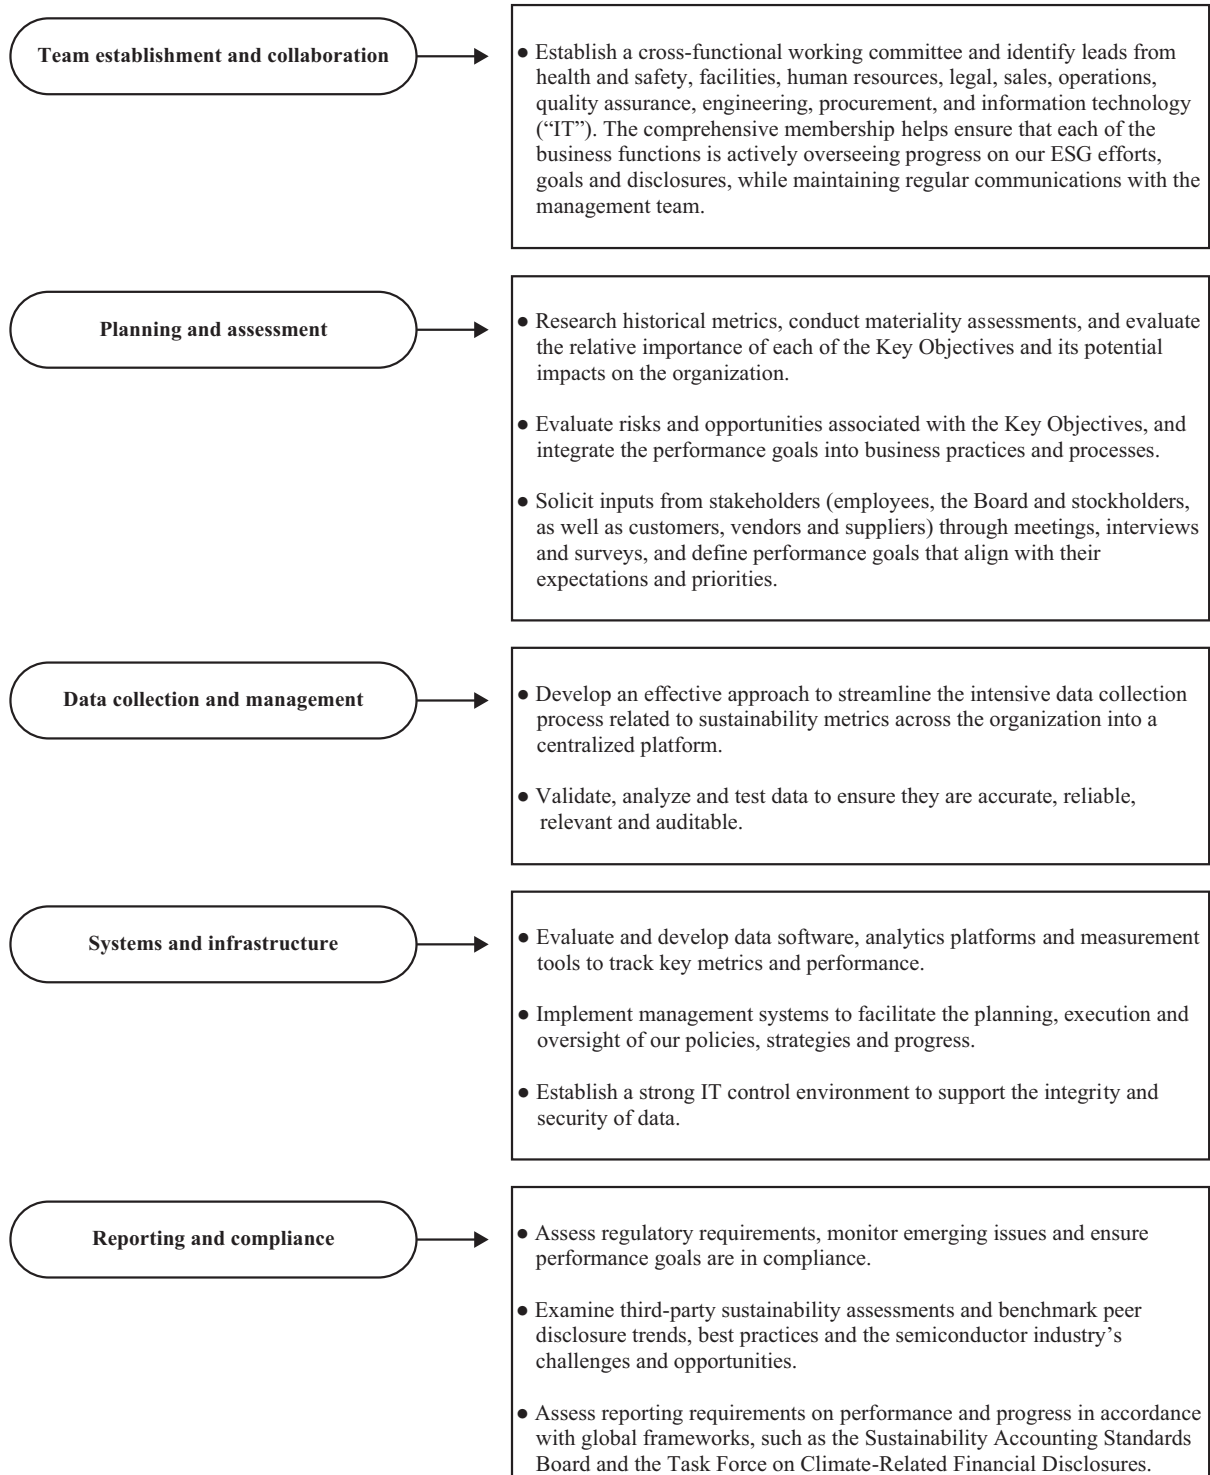 Team establishment and collaboration
● Establish a cross-functional working committee and identify leads from
health and safety, facilities, human resources, legal, sales, operations,
quality assurance, engineering, procurement, and information technology
(“IT”). The comprehensive membership helps ensure that each of the
business functions is actively overseeing progress on our ESG efforts,
goals and disclosures, while maintaining regular communications with the
management team.
Planning and assessment
● Research historical metrics, conduct materiality assessments, and evaluate
the relative importance of each of the Key Objectives and its potential
impacts on the organization.
● Evaluate risks and opportunities associated with the Key Objectives, and
integrate the performance goals into business practices and processes.
● Solicit inputs from stakeholders (employees, the Board and stockholders,
as well as customers, vendors and suppliers) through meetings, interviews
and surveys, and define performance goals that align with their
expectations and priorities.
Data collection and management
● Develop an effective approach to streamline the intensive data collection
process related to sustainability metrics across the organization into a
centralized platform.
● Validate, analyze and test data to ensure they are accurate, reliable,
relevant and auditable.
Systems and infrastructure
● Evaluate and develop data software, analytics platforms and measurement
tools to track key metrics and performance.
● Implement management systems to facilitate the planning, execution and
oversight of our policies, strategies and progress.
● Establish a strong IT control environment to support the integrity and
security of data.
Reporting and compliance
● Assess regulatory requirements, monitor emerging issues and ensure
performance goals are in compliance.
● Examine third-party sustainability assessments and benchmark peer
disclosure trends, best practices and the semiconductor industry’s
challenges and opportunities.
● Assess reporting requirements on performance and progress in accordance
with global frameworks, such as the Sustainability Accounting Standards
Board and the Task Force on Climate-Related Financial Disclosures.